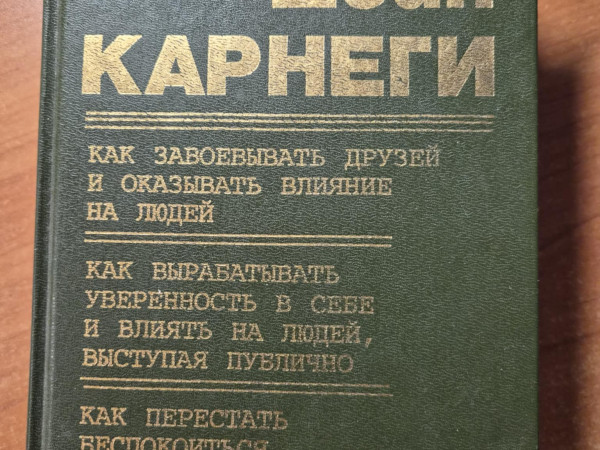 КАРНЕГИ
КАК ЗАВОЕВЫВАТЬ ДРУЗЕЙ
И ОКАЗЫВАТЬ ВЛИЯНИЕ
НА ЛЮДЕЙ
КАК ВЫРАБАТЫВАТЬ
УВЕРЕННОСТЬ В СЕБЕ
И ВЛИЯТЬ НА ЛЮДЕЙ,
ВЫСТУПАЯ ПУБЛИЧНО
КАК ПЕРЕСТАТЬ
БЕСПОКОИТЬСЯ